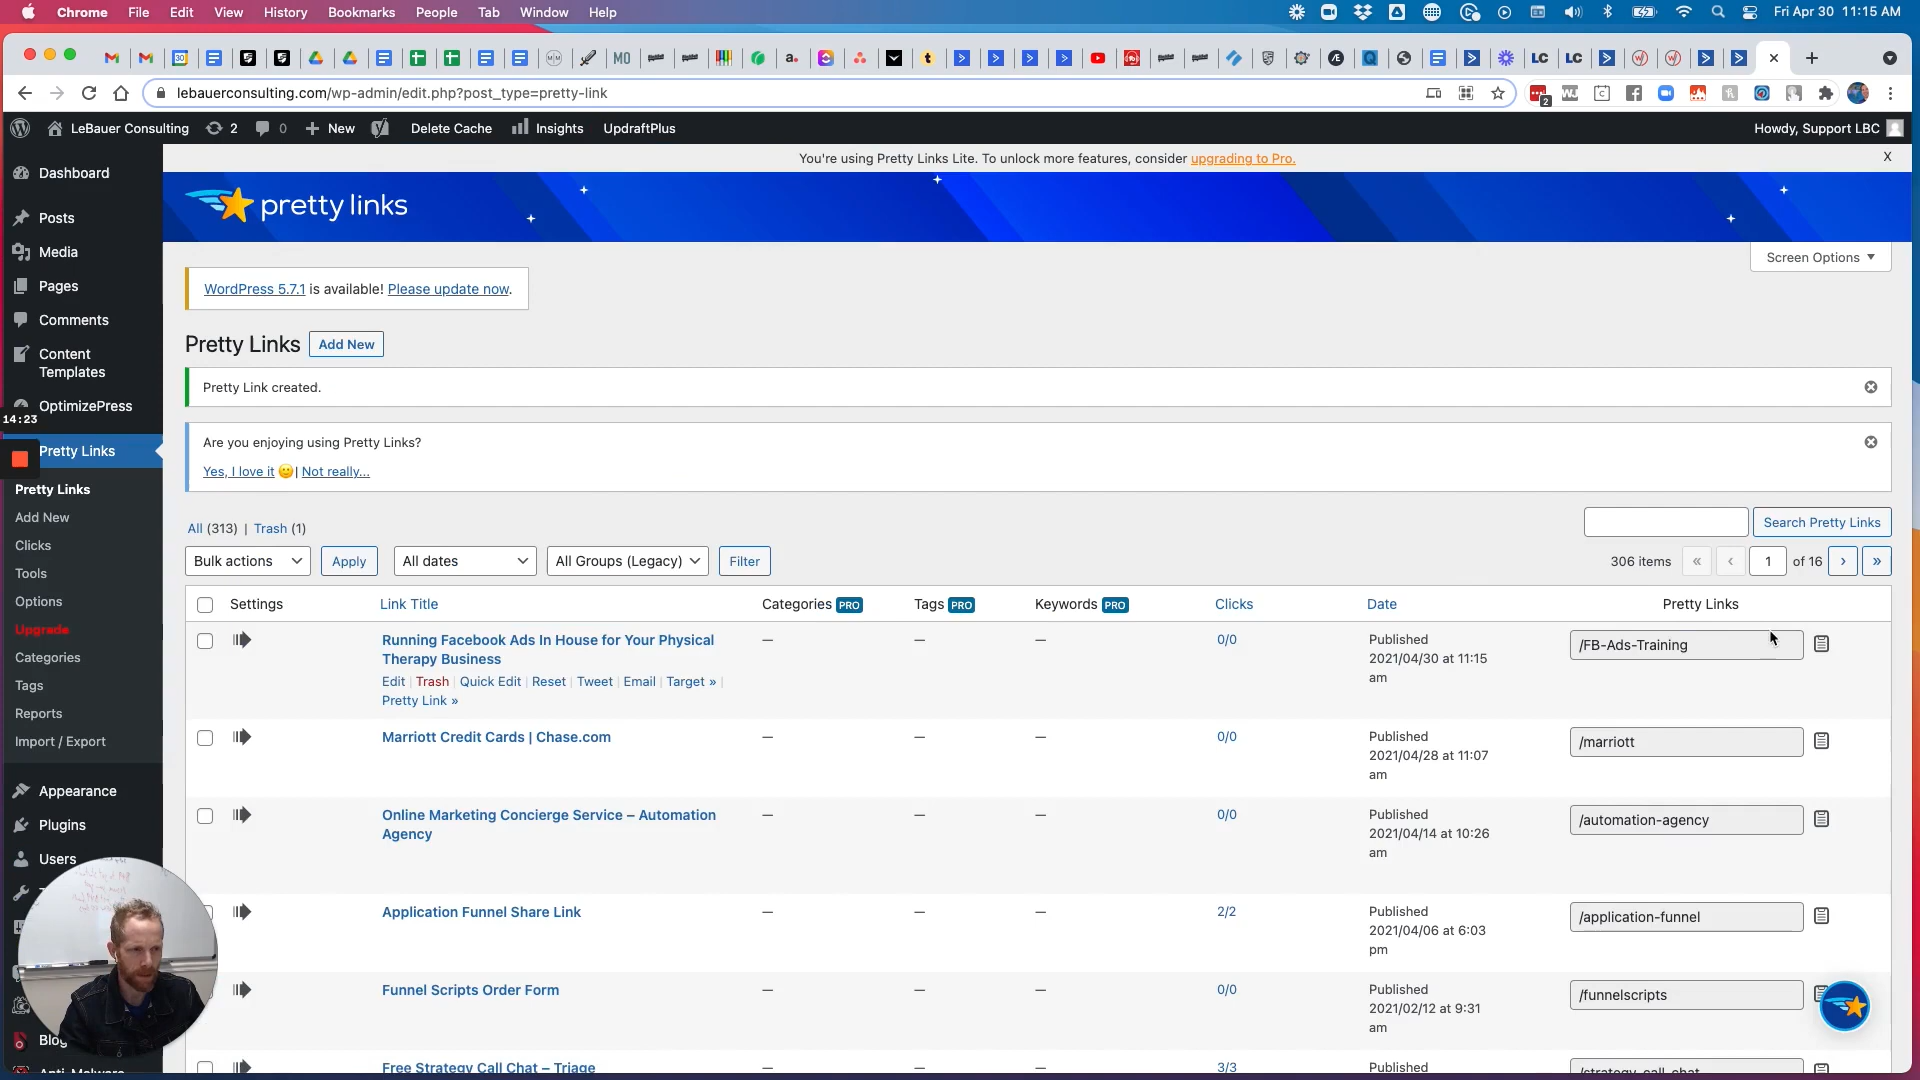 Chrome File Edit View History Bookmarks People Tab Window Help Fri Apr 30 11:15 AM
MO a. t LC LC
lebauerconsulting.com/wp-admin/edit.php?post_type=pretty-link 2
LeBauer Consulting 2 0 New Delete Cache Insights UpdraftPlus Howdy, Support LBC
You're using Pretty Links Lite. To unlock more features, consider upgrading to Pro. X
pretty links
Screen Options
Dashboard
Posts
Media
Pages
Comments
Content
Templates
OptimizePress
14:23
Pretty Links
Pretty Links
Add New
Clicks
Tools
Options
Upgrade
Categories
Tags
Reports
Import / Export
Appearance
Plugins
Users
WordPress 5.7.1 is available! Please update now.
Pretty Links Add New
Pretty Link created.
Are you enjoying using Pretty Links?
Yes, I love it | Not really...
All (313) | Trash (1)
Search Pretty Links
Bulk actions Apply All dates All Groups (Legacy) Filter 306 items « ‹ 1 of 16 › »
Settings Link Title Categories PRO Tags PRO Keywords PRO Clicks Date Pretty Links
Running Facebook Ads In House for Your Physical
Therapy Business
Edit | Trash | Quick Edit | Reset | Tweet | Email | Target » |
Pretty Link »
— — — 0/0
Published
2021/04/30 at 11:15
am
/FB-Ads-Training
Marriott Credit Cards | Chase.com — — — 0/0
Published
2021/04/28 at 11:07
am
/marriott
Online Marketing Concierge Service – Automation
Agency
— — — 0/0
Published
2021/04/14 at 10:26
am
/automation-agency
Application Funnel Share Link — — — 2/2
Published
2021/04/06 at 6:03
pm
/application-funnel
Funnel Scripts Order Form — — — 0/0
Published
2021/02/12 at 9:31
am
/funnelscripts
Free Strategy Call Chat – Triage — — — 3/3
Published
/strategy-call-chat